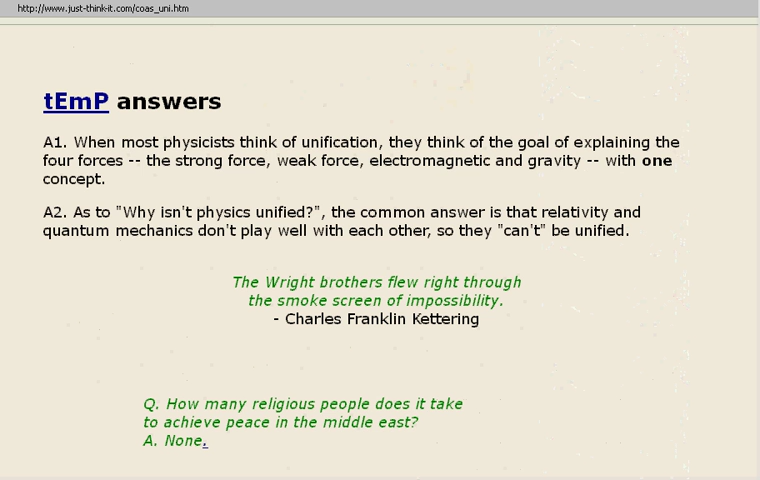 http://www.just-think-it.com/coas_uni.htm
tEmP answers
A1. When most physicists think of unification, they think of the goal of explaining the
four forces -- the strong force, weak force, electromagnetic and gravity -- with one
concept.
A2. As to "Why isn't physics unified?", the common answer is that relativity and
quantum mechanics don't play well with each other, so they "can't" be unified.
The Wright brothers flew right through
the smoke screen of impossibility.
- Charles Franklin Kettering
Q. How many religious people does it take
to achieve peace in the middle east?
A. None.